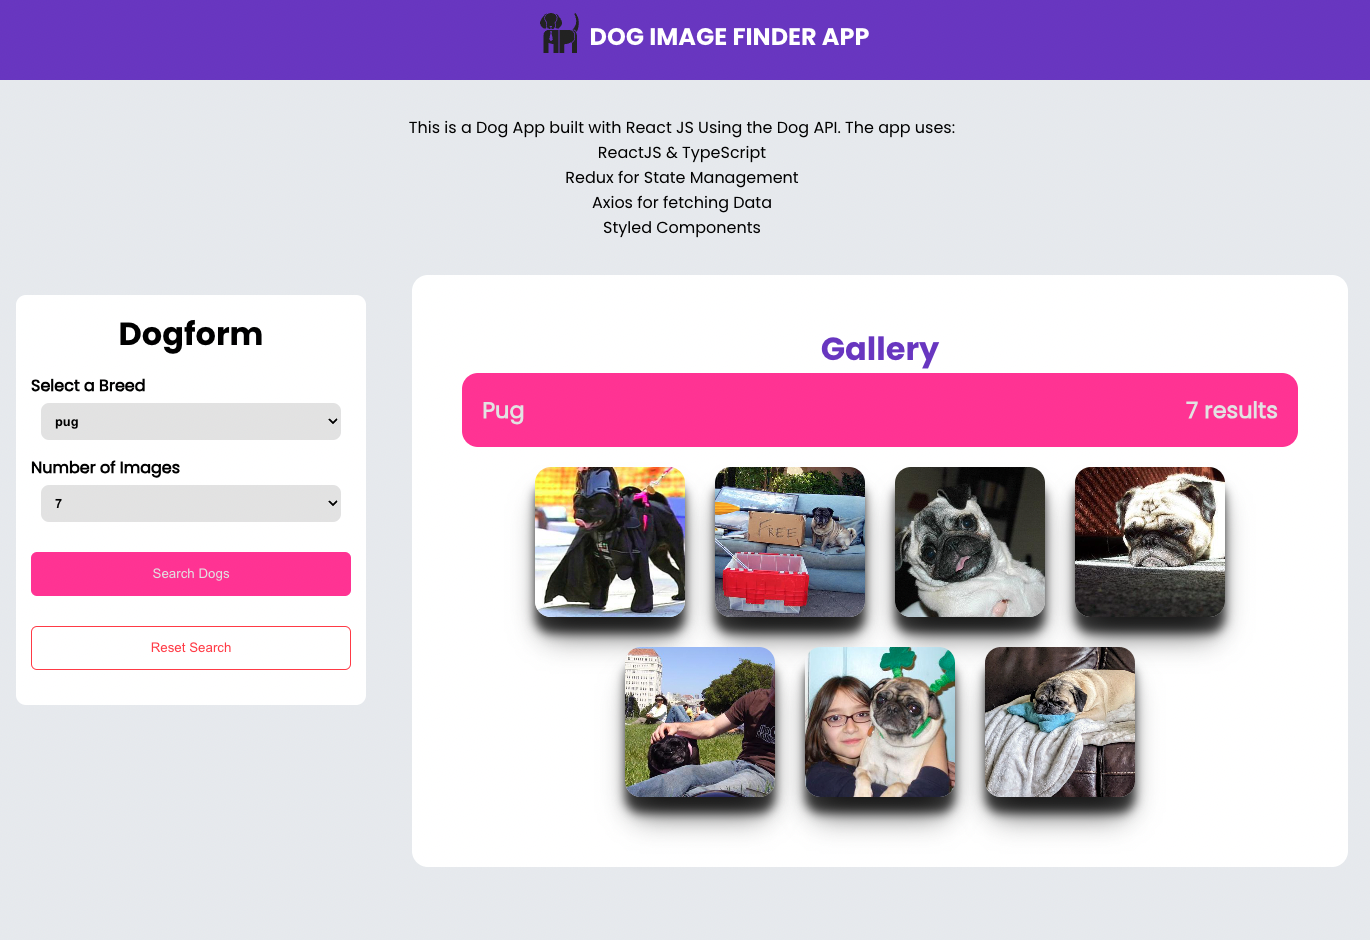 API DOG IMAGE FINDER APP
This is a Dog App built with React JS Using the Dog API. The app uses:
ReactJS & TypeScript
Redux for State Management
Axios for fetching Data
Styled Components
Dogform
Select a Breed
pug
Number of Images
7
Search Dogs
Reset Search
Gallery
Pug 7 results
FREE